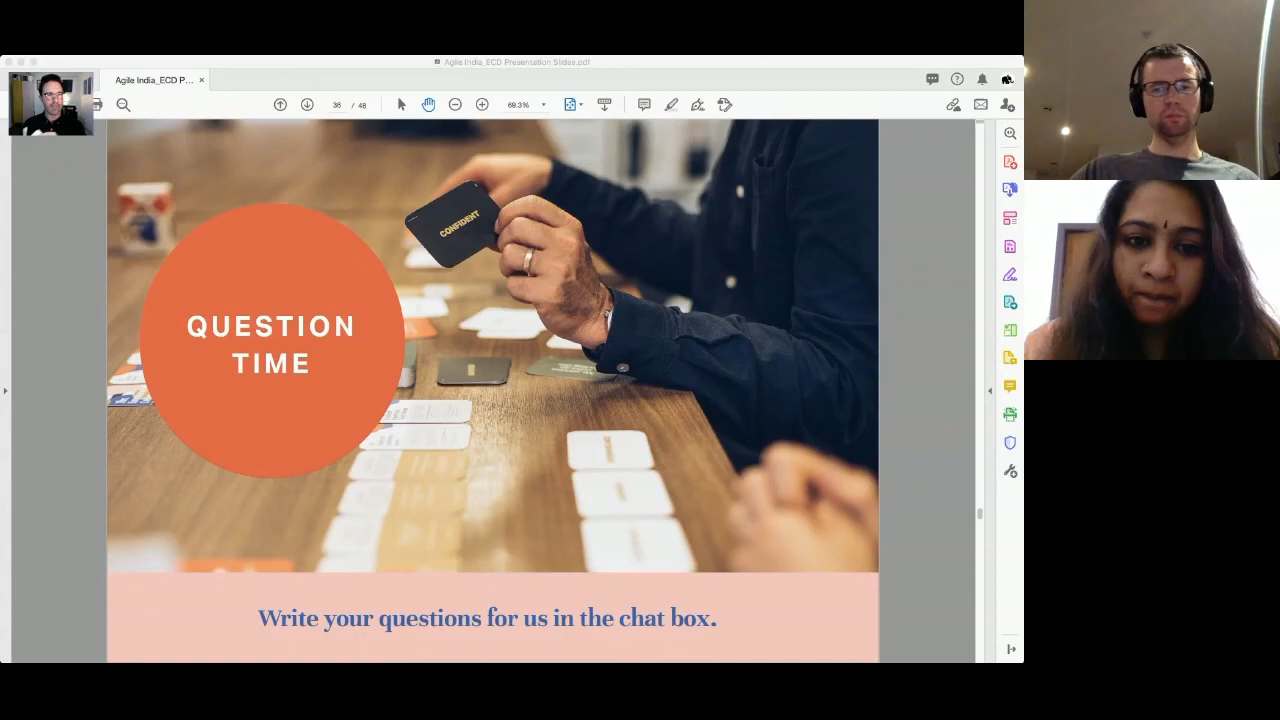 Agile India_ECD Presentation Slides.pdf
Agile India_ECD P... ×
36 / 48
69.3%
CONFIDENT
QUESTION
TIME
Write your questions for us in the chat box.